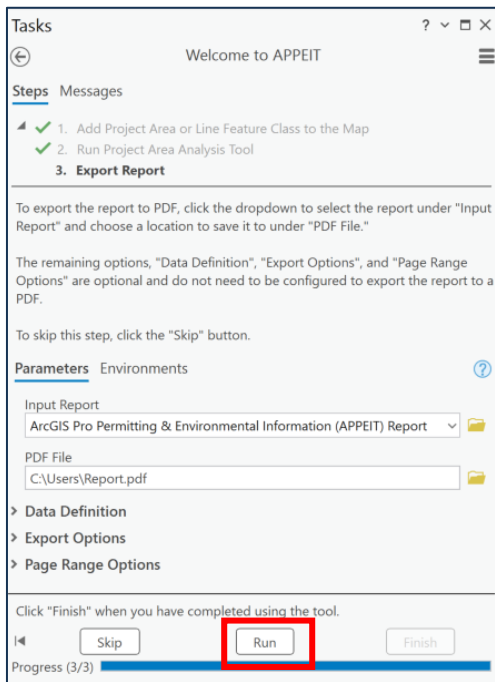 Tasks
Welcome to APPEIT
Steps Messages
1. Add Project Area or Line Feature Class to the Map
2. Run Project Area Analysis Tool
3. Export Report
To export the report to PDF, click the dropdown to select the report under "Input
Report" and choose a location to save it to under "PDF File."
The remaining options, "Data Definition", "Export Options", and "Page Range
Options" are optional and do not need to be configured to export the report to a
PDF.
To skip this step, click the "Skip" button.
Parameters Environments
Input Report
ArcGIS Pro Permitting & Environmental Information (APPEIT) Report
PDF File
C:\Users\Report.pdf
Data Definition
Export Options
Page Range Options
Click "Finish" when you have completed using the tool.
Skip Run Finish
Progress (3/3)